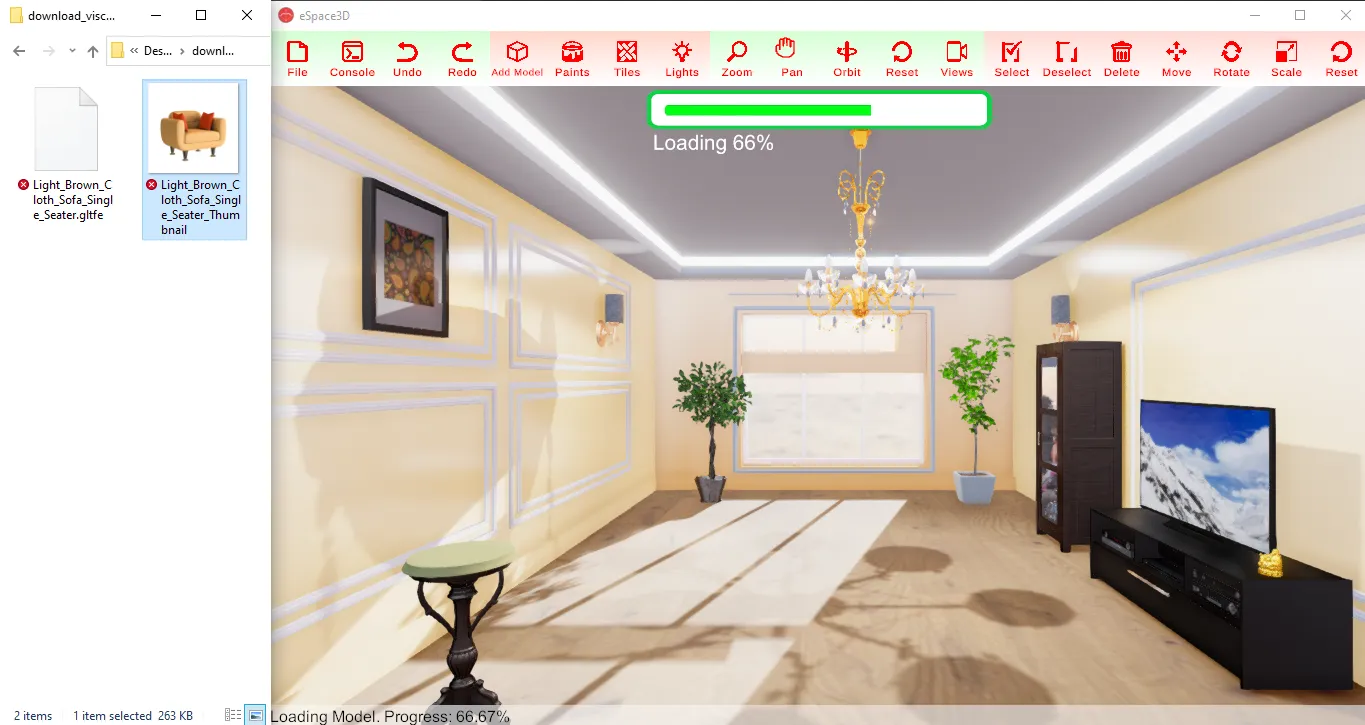 download_visc...
« Des... › downl...
Light_Brown_C
loth_Sofa_Singl
e_Seater.gltfe
Light_Brown_C
loth_Sofa_Singl
e_Seater_Thum
bnail
2 items 1 item selected 263 KB
eSpace3D
File Console Undo Redo Add Model Paints Tiles Lights Zoom Pan Orbit Reset Views Select Deselect Delete Move Rotate Scale Reset
Loading 66%
Loading Model. Progress: 66,67%